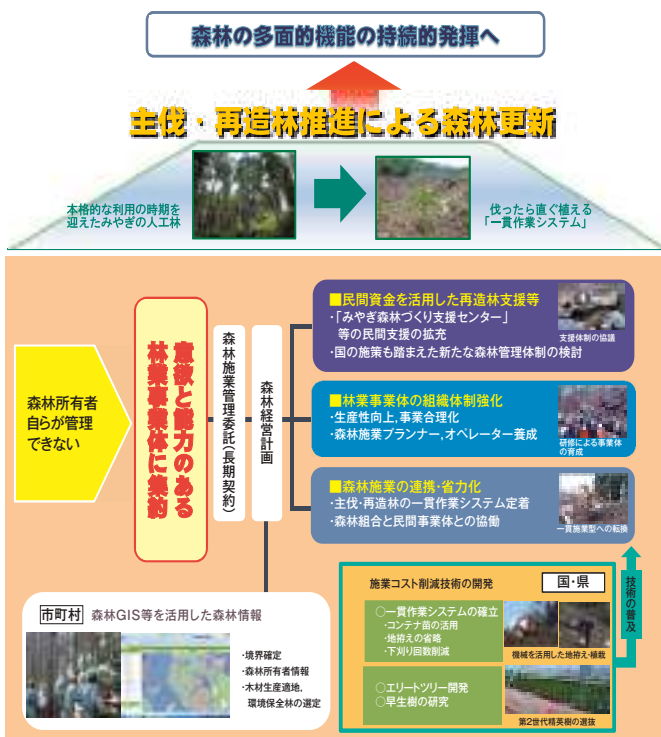 森林の多面的機能の持続的発揮へ
主伐・再造林推進による森林更新
本格的な利用の時期を
迎えたみやぎの人工林
伐ったら直ぐ植える
「一貫作業システム」
森林所有者
自らが管理
できない
意欲と能力のある
林業事業体に集約
森林施業管理委託(長期契約)
森林経営計画
■民間資金を活用した再造林支援等
・「みやぎ森林づくり支援センター」
等の民間支援の拡充
・国の施策も踏まえた新たな森林管理体制の検討
支援体制の協議
■林業事業体の組織体制強化
・生産性向上,事業合理化
・森林施業プランナー,オペレーター養成
研修による事業体
の育成
■森林施業の連携・省力化
・主伐・再造林の一貫作業システム定着
・森林組合と民間事業体との協働
一貫施業型への転換
市町村 森林GIS等を活用した森林情報
・境界確定
・森林所有者情報
・木材生産適地,
環境保全林の選定
施業コスト削減技術の開発
国・県
○一貫作業システムの確立
・コンテナ苗の活用
・地拵えの省略
・下刈り回数削減
機械を活用した地拵え・植栽
○エリートツリー開発
○早生樹の研究
第2世代精英樹の選抜
技術の普及